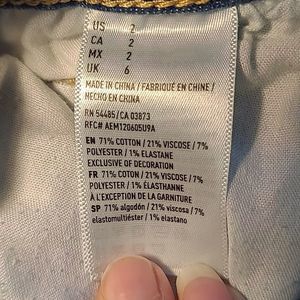 US 2
CA 2
MX 2
UK 6
MADE IN CHINA / FABRIQUÉ EN CHINE /
HECHO EN CHINA
RN 54485/CA 03873
RFC# AEM120605U9A
EN 71% COTTON / 21% VISCOSE / 7%
POLYESTER / 1% ELASTANE
EXCLUSIVE OF DECORATION
FR 71% COTON / 21% VISCOSE / 7%
POLYESTER / 1% ÉLASTHANNE
À L'EXCEPTION DE LA GARNITURE
SP 71% algodón / 21% viscosa / 7%
elastomultiéster / 1% elastano